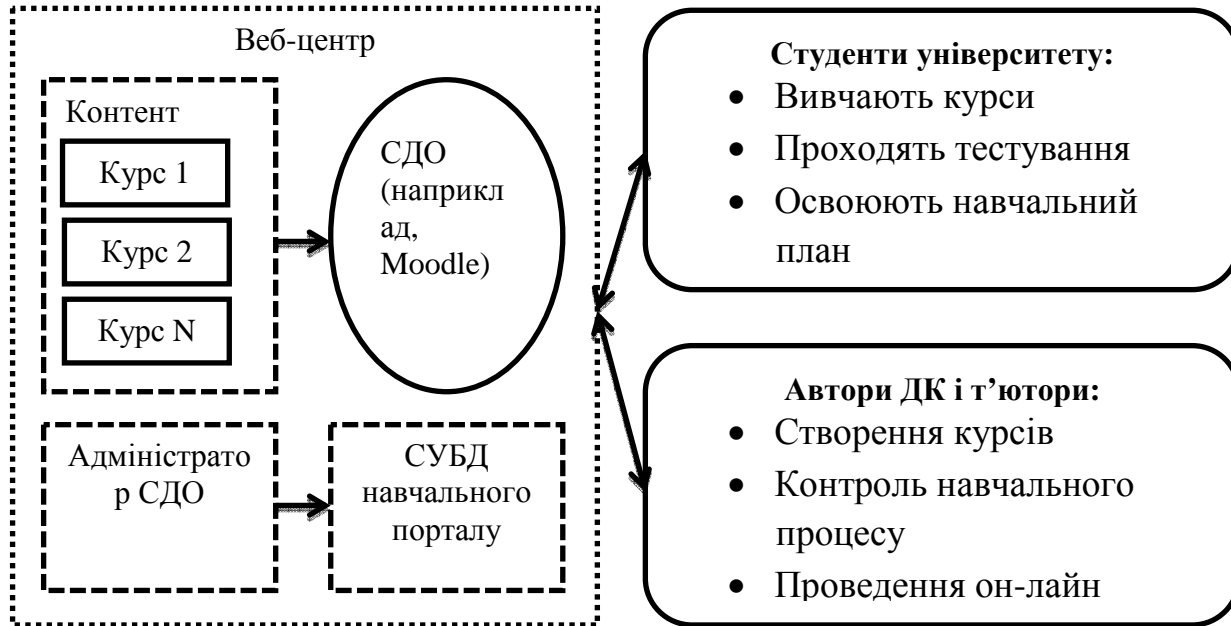 Веб-центр
Контент
Курс 1
Курс 2
Курс N
СДО
(наприкл
ад,
Moodle)
Адміністрато
р СДО
СУБД
навчального
порталу
Студенти університету:
• Вивчають курси
• Проходять тестування
• Освоюють навчальний
план
Автори ДК і т’ютори:
• Створення курсів
• Контроль навчального
процесу
• Проведення он-лайн